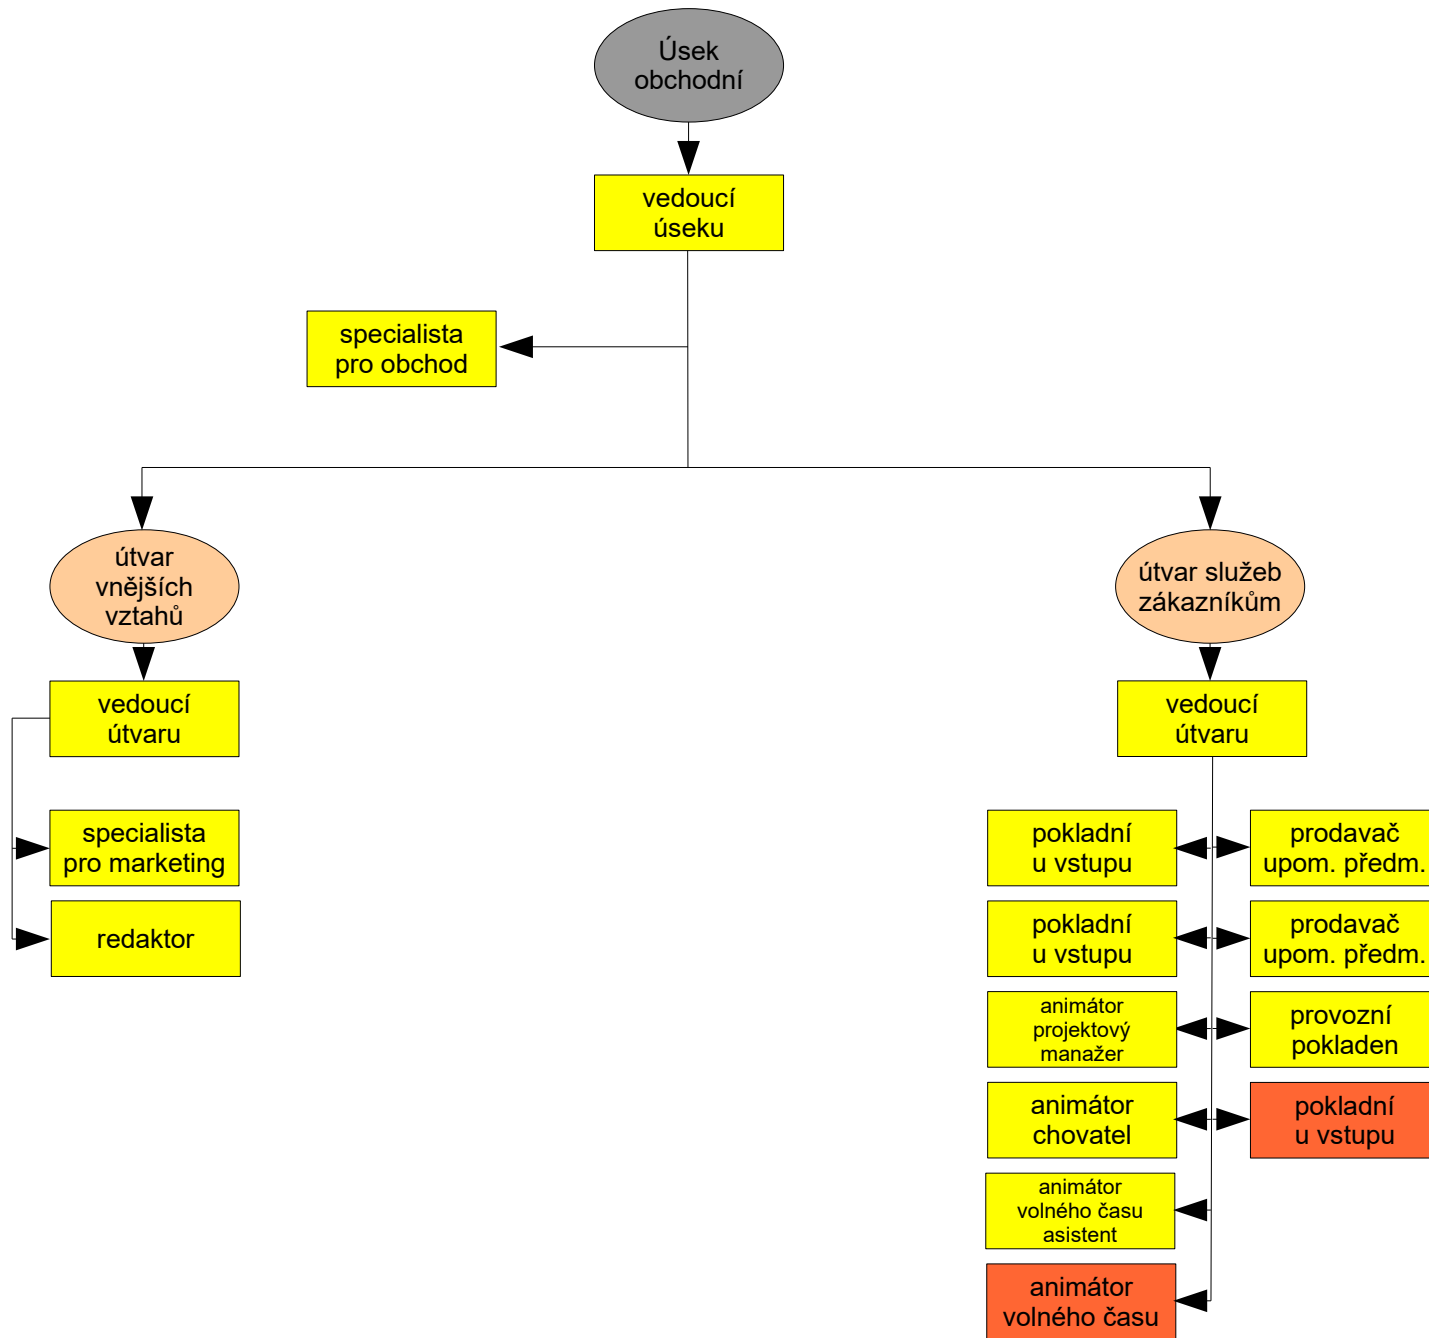 Úsek
obchodní
vedoucí
úseku
specialista
pro obchod
útvar
vnějších
vztahů
útvar služeb
zákazníkům
vedoucí
útvaru
vedoucí
útvaru
specialista
pro marketing
redaktor
pokladní
u vstupu
prodavač
upom. předm.
pokladní
u vstupu
prodavač
upom. předm.
animátor
projektový
manažer
provozní
pokladen
animátor
chovatel
pokladní
u vstupu
animátor
volného času
asistent
animátor
volného času